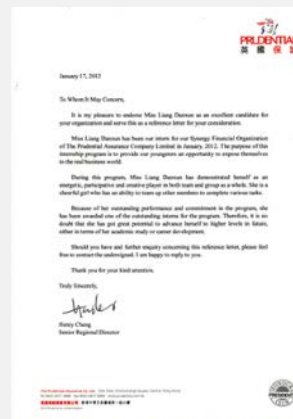 PRUDENTIAL
英國保
January 17, 2012
To Whom It May Concern,
It is my pleasure to endorse Miss Liang Danxun as an excellent candidate for
your organization and serve this as a reference letter for your consideration.
Miss Liang Danxun has been our intern for our Synergy Financial Organization
of The Prudential Assurance Company Limited in January, 2012. The purpose of this
internship program is to provide our youngsters an opportunity to expose themselves
to the real business world.
During this program, Miss Liang Danxun has demonstrated herself as an
energetic, participative and creative player in both team and group as a whole. She is a
cheerful girl who has an ability to team up other members to complete various tasks.
Because of her outstanding performance and commitment in the program, she
has been awarded one of the outstanding interns for the program. Therefore, it is no
doubt that she has got great potential to advance herself to higher levels in future,
either in terms of her academic study or career development.
Should you have and further enquiry concerning this reference letter, please feel
free to contact the undersigned. I am happy to reply to you.
Thank you for your kind attention.
Truly Sincerely,
Henry Chung
Senior Regional Director
PRESIDENT